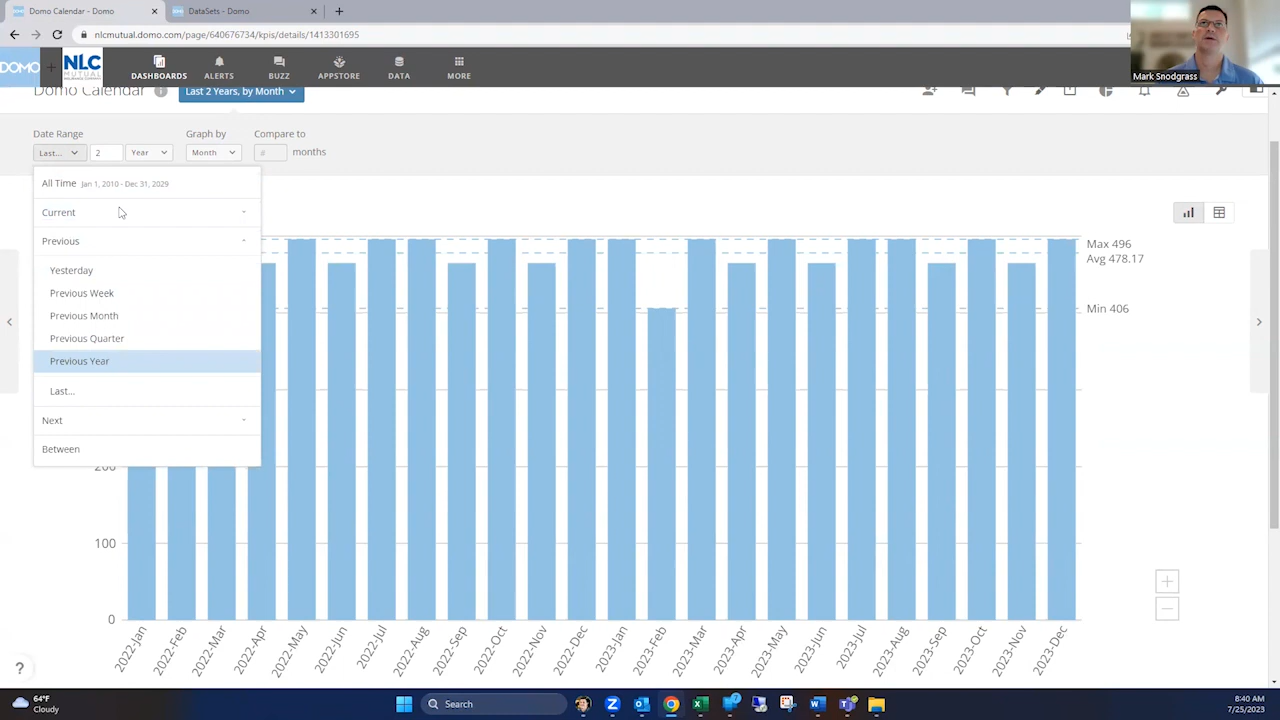 Domo Calendar - Domo
DataSets - Domo
nlcmutual.domo.com/page/640676734/kpis/details/1413301695
Mark Snodgrass
DOMO
NLC
MUTUAL
DASHBOARDS
ALERTS
BUZZ
APPSTORE
DATA
MORE
Domo Calendar
Last 2 Years, by Month
Date Range
Graph by
Compare to
Last...
2
Year
Month
#
months
All Time Jan 1, 2010 - Dec 31, 2029
Current
Previous
Yesterday
Previous Week
Previous Month
Previous Quarter
Previous Year
Last...
Next
Between
Max 496
Avg 478.17
Min 406
200
100
0
2022-Jan
2022-Feb
2022-Mar
2022-Apr
2022-May
2022-Jun
2022-Jul
2022-Aug
2022-Sep
2022-Oct
2022-Nov
2022-Dec
2023-Jan
2023-Feb
2023-Mar
2023-Apr
2023-May
2023-Jun
2023-Jul
2023-Aug
2023-Sep
2023-Oct
2023-Nov
2023-Dec
?
64°F
Cloudy
Search
7
8:40 AM
7/25/2023